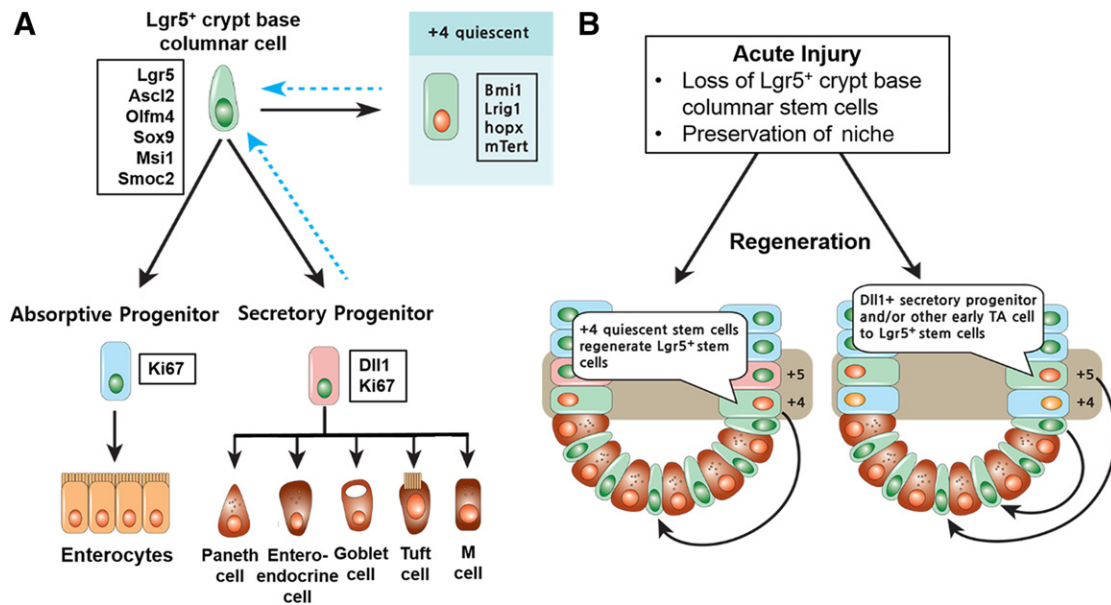 A
Lgr5⁺ crypt base
columnar cell
Lgr5
Ascl2
Olfm4
Sox9
Msi1
Smoc2
+4 quiescent
Bmi1
Lrig1
hopx
mTert
Absorptive Progenitor
Ki67
Secretory Progenitor
Dll1
Ki67
Enterocytes
Paneth
cell
Entero-
endocrine
cell
Goblet
cell
Tuft
cell
M
cell
B
Acute Injury
• Loss of Lgr5⁺ crypt base
columnar stem cells
• Preservation of niche
Regeneration
+4 quiescent stem cells
regenerate Lgr5⁺ stem
cells
+5
+4
Dll1+ secretory progenitor
and/or other early TA cell
to Lgr5⁺ stem cells
+5
+4